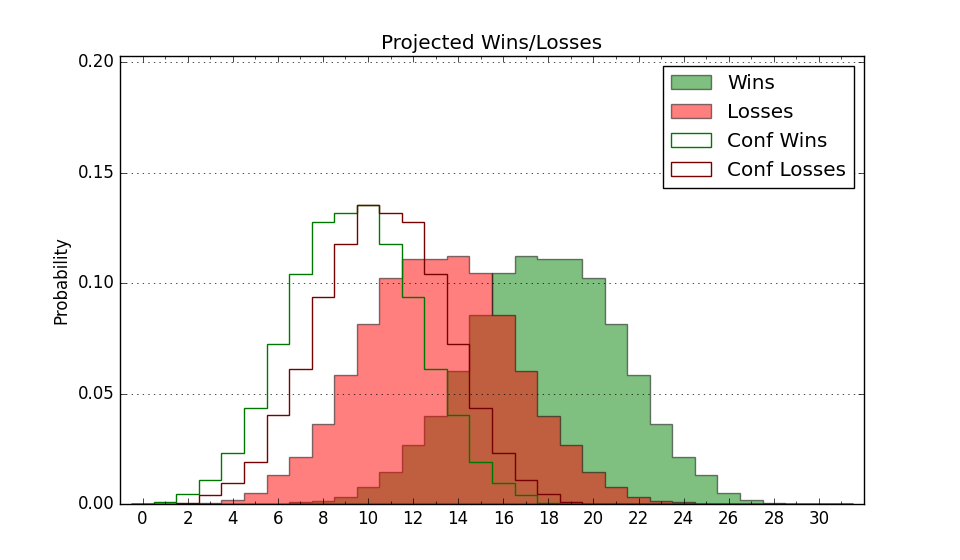 Projected Wins/Losses
0.20
0.15
0.10
0.05
0.00
Probability
Wins
Losses
Conf Wins
Conf Losses
0 2 4 6 8 10 12 14 16 18 20 22 24 26 28 30